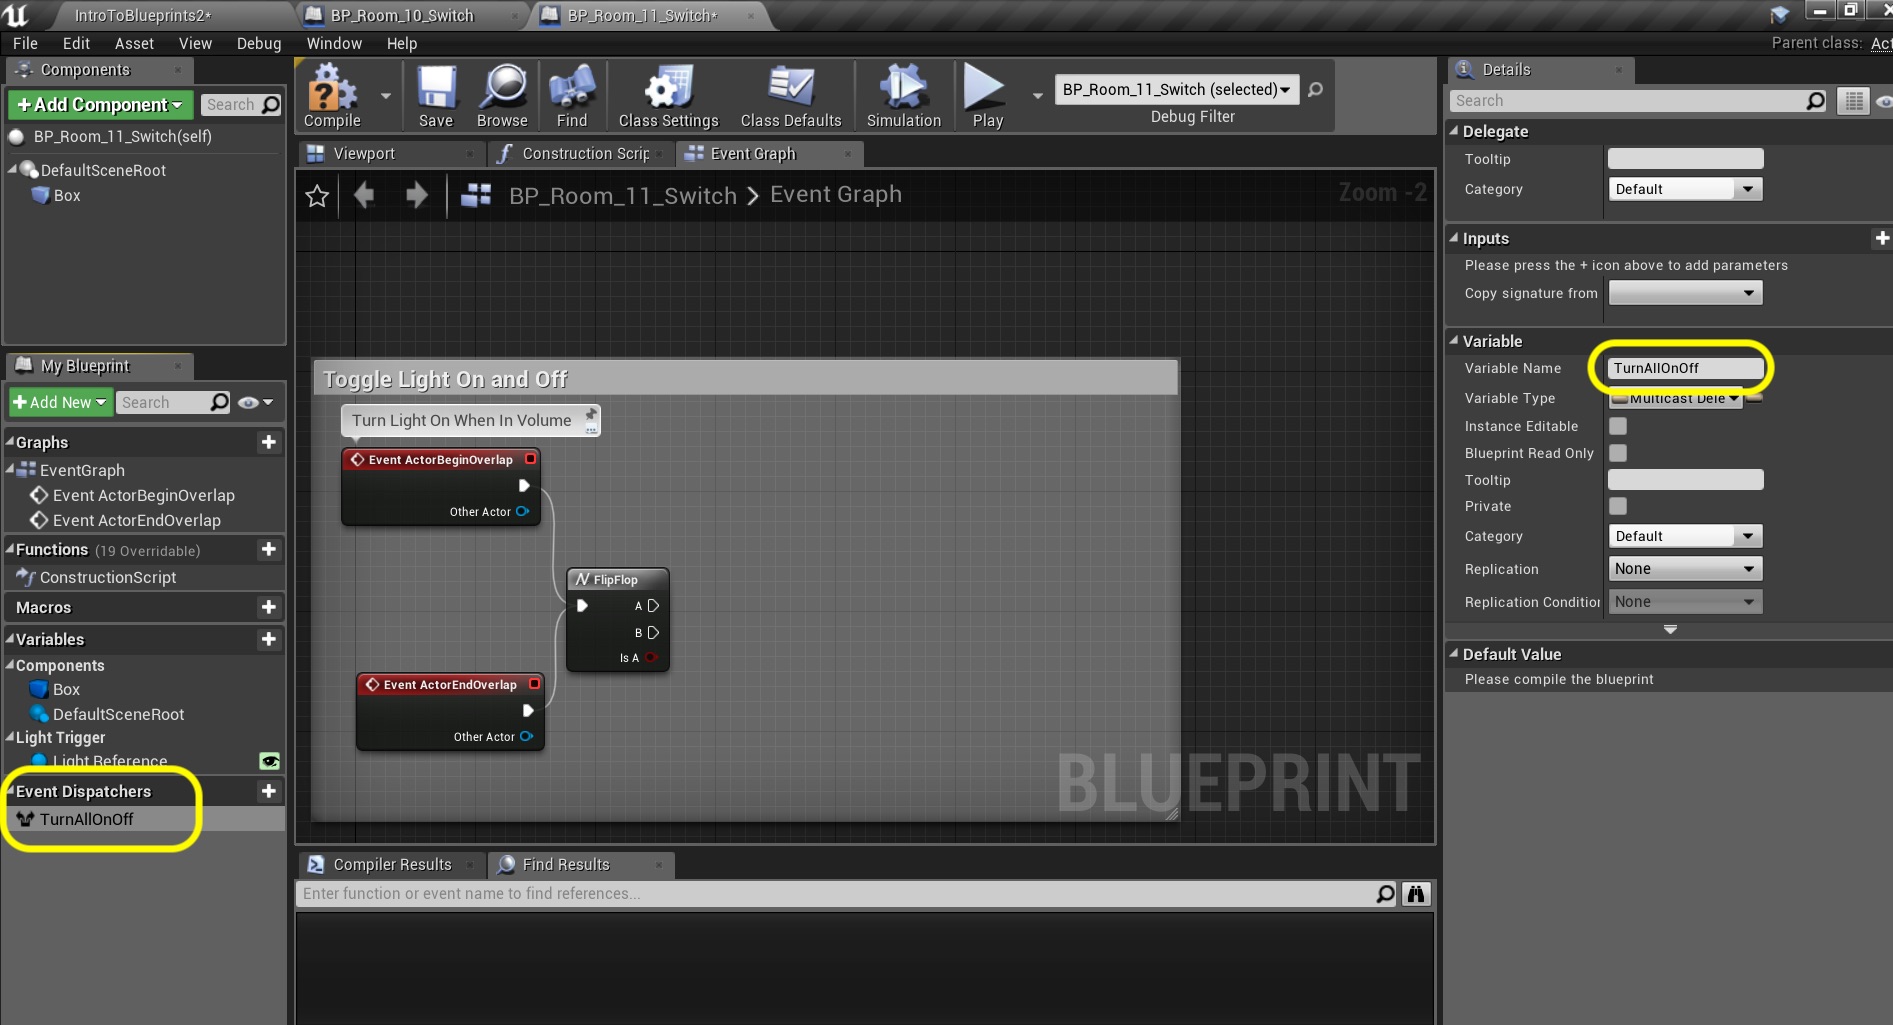 IntroToBlueprints2*
BP_Room_10_Switch
BP_Room_11_Switch*
File Edit Asset View Debug Window Help
Parent class: Act
Components
+Add Component
Search
BP_Room_11_Switch(self)
DefaultSceneRoot
Box
My Blueprint
+Add New
Search
Graphs
EventGraph
Event ActorBeginOverlap
Event ActorEndOverlap
Functions (19 Overridable)
ConstructionScript
Macros
Variables
Components
Box
DefaultSceneRoot
Light Trigger
Light Reference
Event Dispatchers
TurnAllOnOff
Compile
Save
Browse
Find
Class Settings
Class Defaults
Simulation
Play
BP_Room_11_Switch (selected)
Debug Filter
Viewport
Construction Scrip
Event Graph
BP_Room_11_Switch > Event Graph
Zoom -2
Toggle Light On and Off
Turn Light On When In Volume
Event ActorBeginOverlap
Other Actor
FlipFlop
A
B
Is A
Event ActorEndOverlap
Other Actor
BLUEPRINT
Compiler Results
Find Results
Enter function or event name to find references...
Details
Search
Delegate
Tooltip
Category Default
Inputs
Please press the + icon above to add parameters
Copy signature from
Variable
Variable Name TurnAllOnOff
Variable Type Multicast Dele
Instance Editable
Blueprint Read Only
Tooltip
Private
Category Default
Replication None
Replication Condition None
Default Value
Please compile the blueprint